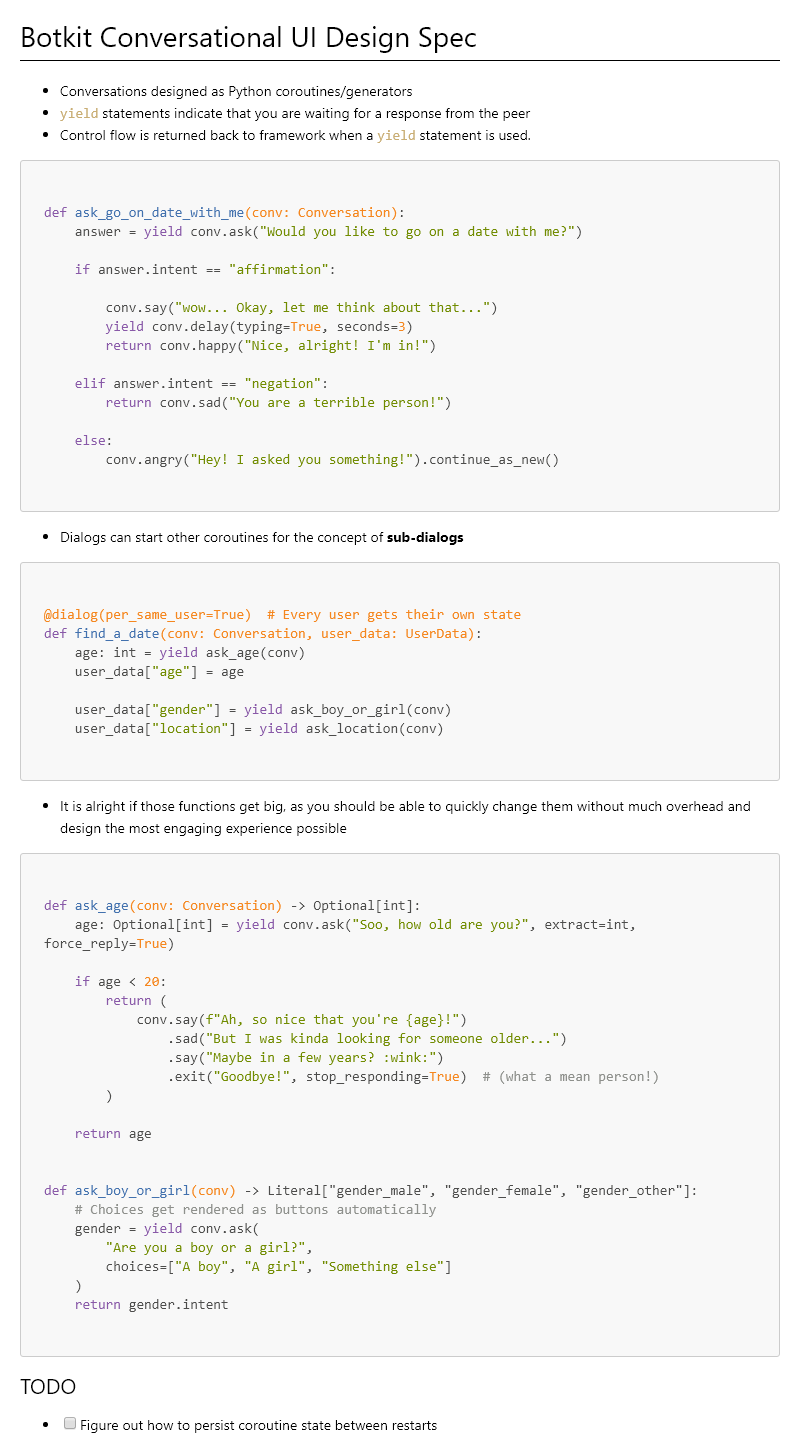 Botkit Conversational UI Design Spec
Conversations designed as Python coroutines/generators
yield statements indicate that you are waiting for a response from the peer
Control flow is returned back to framework when a yield statement is used.
def ask_go_on_date_with_me(conv: Conversation):
    answer = yield conv.ask("Would you like to go on a date with me?")
    if answer.intent == "affirmation":
        conv.say("wow... Okay, let me think about that...")
        yield conv.delay(typing=True, seconds=3)
        return conv.happy("Nice, alright! I'm in!")
    elif answer.intent == "negation":
        return conv.sad("You are a terrible person!")
    else:
        conv.angry("Hey! I asked you something!").continue_as_new()
Dialogs can start other coroutines for the concept of sub-dialogs
@dialog(per_same_user=True)  # Every user gets their own state
def find_a_date(conv: Conversation, user_data: UserData):
    age: int = yield ask_age(conv)
    user_data["age"] = age
    user_data["gender"] = yield ask_boy_or_girl(conv)
    user_data["location"] = yield ask_location(conv)
It is alright if those functions get big, as you should be able to quickly change them without much overhead and
design the most engaging experience possible
def ask_age(conv: Conversation) -> Optional[int]:
    age: Optional[int] = yield conv.ask("Soo, how old are you?", extract=int,
force_reply=True)
    if age < 20:
        return (
            conv.say(f"Ah, so nice that you're {age}!")
                .sad("But I was kinda looking for someone older...")
                .say("Maybe in a few years? :wink:")
                .exit("Goodbye!", stop_responding=True)  # (what a mean person!)
        )
    return age
def ask_boy_or_girl(conv) -> Literal["gender_male", "gender_female", "gender_other"]:
    # Choices get rendered as buttons automatically
    gender = yield conv.ask(
        "Are you a boy or a girl?",
        choices=["A boy", "A girl", "Something else"]
    )
    return gender.intent
TODO
Figure out how to persist coroutine state between restarts